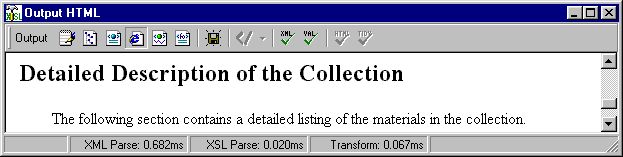 Output HTML
Output XML VAL HTML TIDY
Detailed Description of the Collection
The following section contains a detailed listing of the materials in the collection.
XML Parse: 0.682ms XSL Parse: 0.020ms Transform: 0.067ms